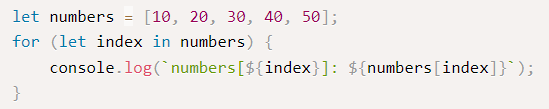 let numbers = [10, 20, 30, 40, 50];
for (let index in numbers) {
    console.log(`numbers[${index}]: ${numbers[index]}`);
}